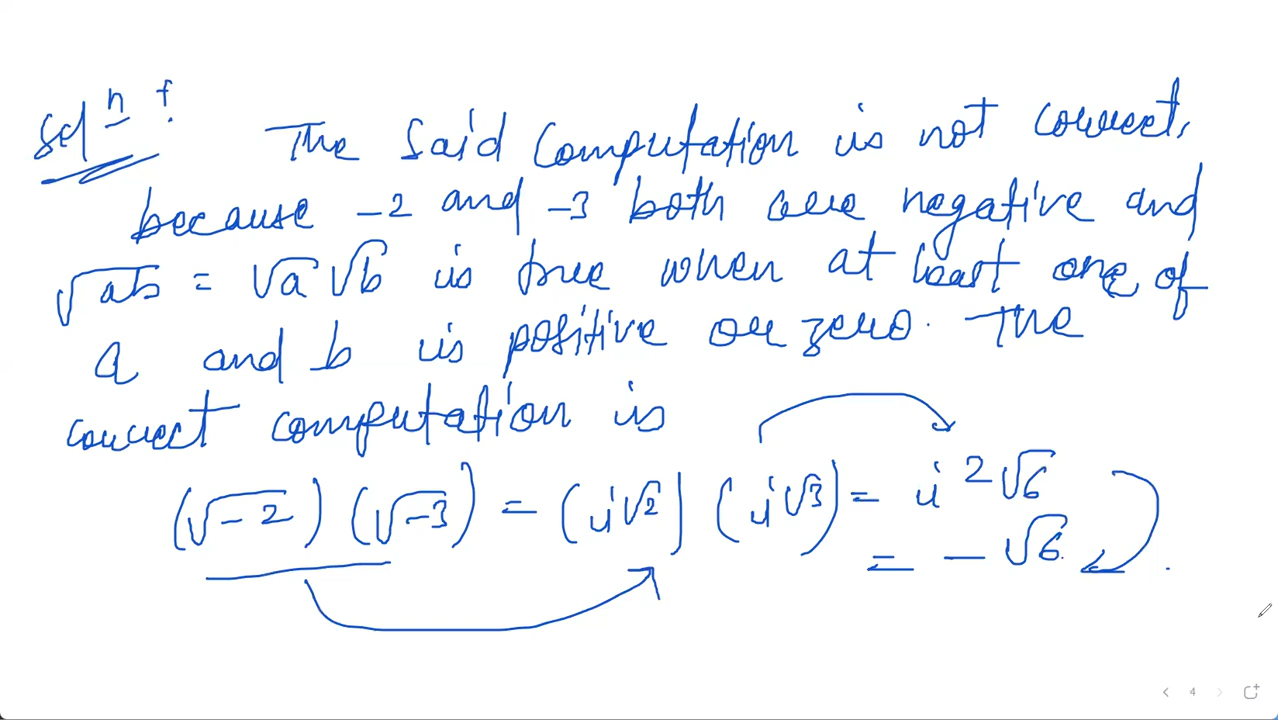 Solⁿ :
The said computation is not correct,
because -2 and -3 both are negative and
√ab = √a √b is true when at least one of
a and b is positive or zero. The
correct computation is
(√-2) (√-3) = (i√2) (i√3) = i²√6
= -√6.
4